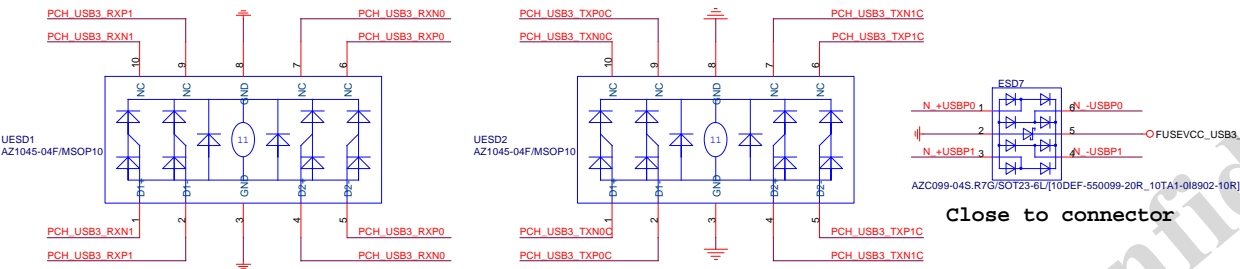 PCH_USB3_RXP1
PCH_USB3_RXN1
PCH_USB3_RXN0
PCH_USB3_RXP0
10
9
8
7
6
NC
NC
GND
NC
NC
UESD1
AZ1045-04F/MSOP10
11
D1+
D1-
GND
D2+
D2-
1
2
3
4
5
PCH_USB3_RXN1
PCH_USB3_RXP1
PCH_USB3_RXP0
PCH_USB3_RXN0
PCH_USB3_TXP0C
PCH_USB3_TXN0C
PCH_USB3_TXN1C
PCH_USB3_TXP1C
10
9
8
7
6
NC
NC
GND
NC
NC
UESD2
AZ1045-04F/MSOP10
11
D1+
D1-
GND
D2+
D2-
1
2
3
4
5
PCH_USB3_TXN0C
PCH_USB3_TXP0C
PCH_USB3_TXP1C
PCH_USB3_TXN1C
ESD7
N_+USBP0 1
6 N_-USBP0
2
5 FUSEVCC_USB3_
N_+USBP1 3
4 N_-USBP1
AZC099-04S.R7G/SOT23-6L/[10DEF-550099-20R_10TA1-0I8902-10R]
Close to connector